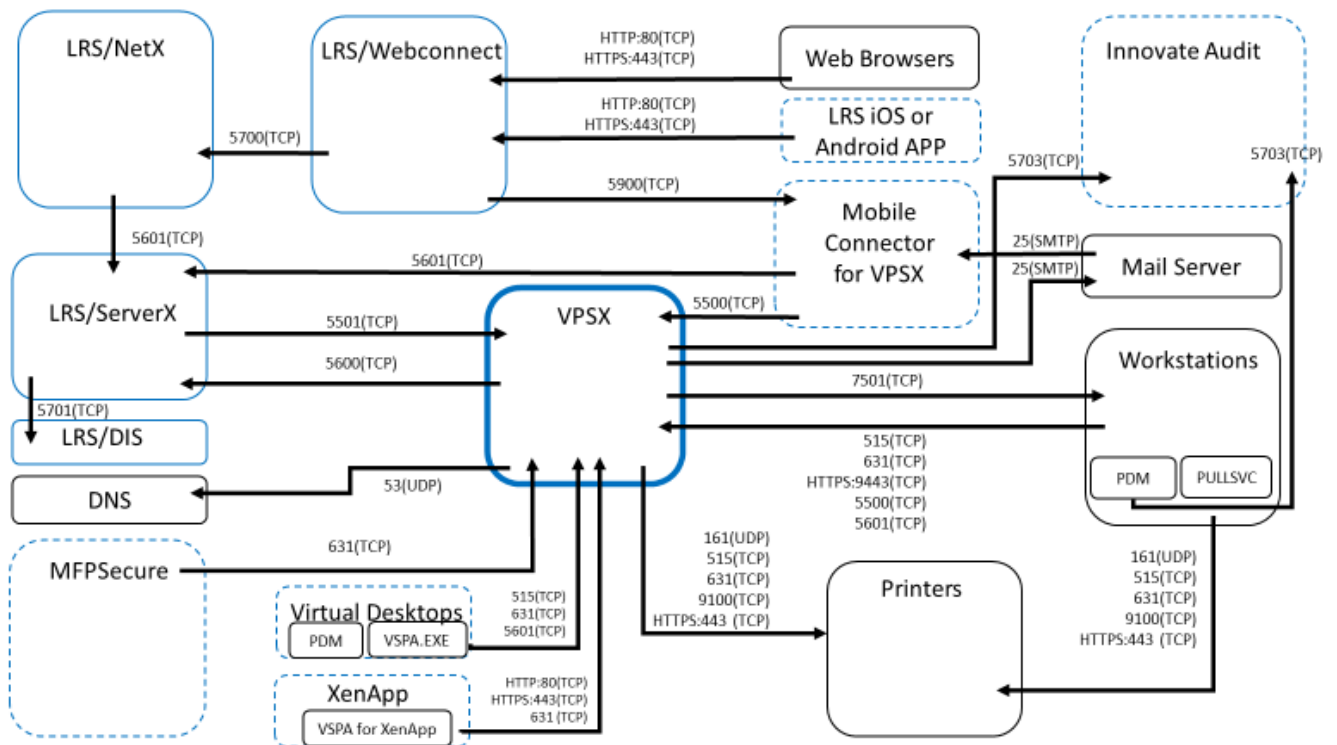 LRS/NetX
LRS/Webconnect
HTTP:80(TCP)
HTTPS:443(TCP)
Web Browsers
Innovate Audit
HTTP:80(TCP)
HTTPS:443(TCP)
LRS iOS or
Android APP
5700(TCP)
5703(TCP)
5703(TCP)
5900(TCP)
Mobile
Connector
for VPSX
5601(TCP)
5601(TCP)
25(SMTP)
25(SMTP)
Mail Server
LRS/ServerX
5501(TCP)
VPSX
5500(TCP)
5600(TCP)
7501(TCP)
Workstations
5701(TCP)
LRS/DIS
515(TCP)
631(TCP)
HTTPS:9443(TCP)
5500(TCP)
5601(TCP)
PDM
PULLSVC
DNS
53(UDP)
MFPSecure
631(TCP)
161(UDP)
515(TCP)
631(TCP)
9100(TCP)
HTTPS:443 (TCP)
Printers
161(UDP)
515(TCP)
631(TCP)
9100(TCP)
HTTPS:443 (TCP)
Virtual Desktops
PDM
VSPA.EXE
515(TCP)
631(TCP)
5601(TCP)
XenApp
VSPA for XenApp
HTTP:80(TCP)
HTTPS:443(TCP)
631 (TCP)